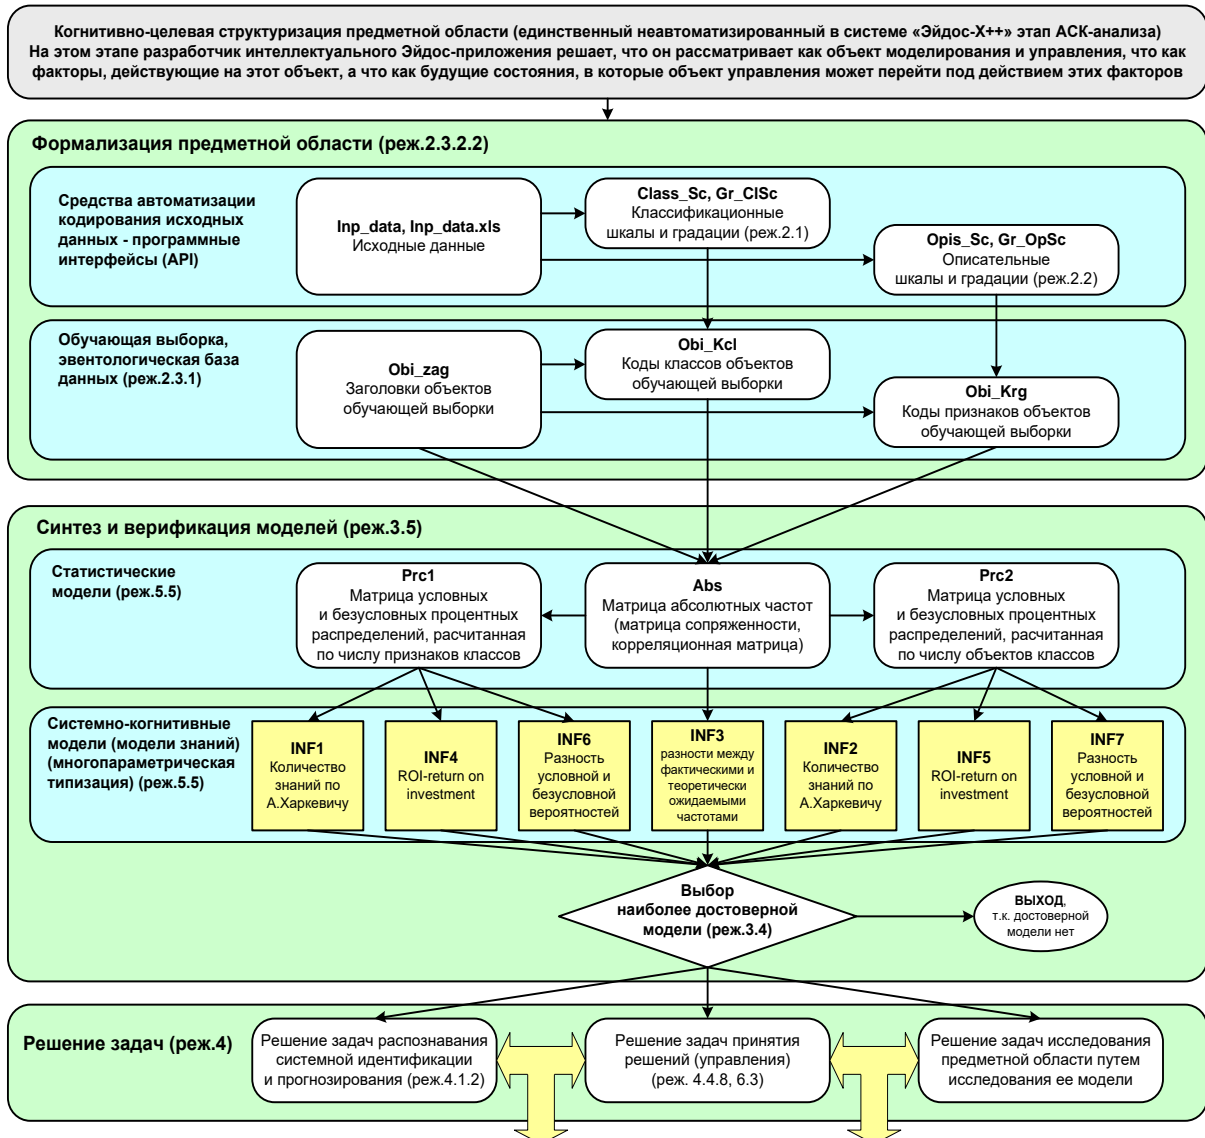 Когнитивно-целевая структуризация предметной области (единственный неавтоматизированный в системе «Эйдос-Х++» этап АСК-анализа)
На этом этапе разработчик интеллектуального Эйдос-приложения решает, что он рассматривает как объект моделирования и управления, что как
факторы, действующие на этот объект, а что как будущие состояния, в которые объект управления может перейти под действием этих факторов
Формализация предметной области (реж.2.3.2.2)
Средства автоматизации
кодирования исходных
данных - программные
интерфейсы (API)
Inp_data, Inp_data.xls
Исходные данные
Class_Sc, Gr_ClSc
Классификационные
шкалы и градации (реж.2.1)
Opis_Sc, Gr_OpSc
Описательные
шкалы и градации (реж.2.2)
Обучающая выборка,
эвентологическая база
данных (реж.2.3.1)
Obi_zag
Заголовки объектов
обучающей выборки
Obi_Kcl
Коды классов объектов
обучающей выборки
Obi_Krg
Коды признаков объектов
обучающей выборки
Синтез и верификация моделей (реж.3.5)
Статистические
модели (реж.5.5)
Prc1
Матрица условных
и безусловных процентных
распределений, расчитанная
по числу признаков классов
Abs
Матрица абсолютных частот
(матрица сопряженности,
корреляционная матрица)
Prc2
Матрица условных
и безусловных процентных
распределений, расчитанная
по числу объектов классов
Системно-когнитивные
модели (модели знаний)
(многопараметрическая
типизация) (реж.5.5)
INF1
Количество
знаний по
А.Харкевичу
INF4
ROI-return on
investment
INF6
Разность
условной и
безусловной
вероятностей
INF3
разности между
фактическими и
теоретически
ожидаемыми
частотами
INF2
Количество
знаний по
А.Харкевичу
INF5
ROI-return on
investment
INF7
Разность
условной и
безусловной
вероятностей
Выбор
наиболее достоверной
модели (реж.3.4)
ВЫХОД,
т.к. достоверной
модели нет
Решение задач (реж.4)
Решение задач распознавания
системной идентификации
и прогнозирования (реж.4.1.2)
Решение задач принятия
решений (управления)
(реж. 4.4.8, 6.3)
Решение задач исследования
предметной области путем
исследования ее модели